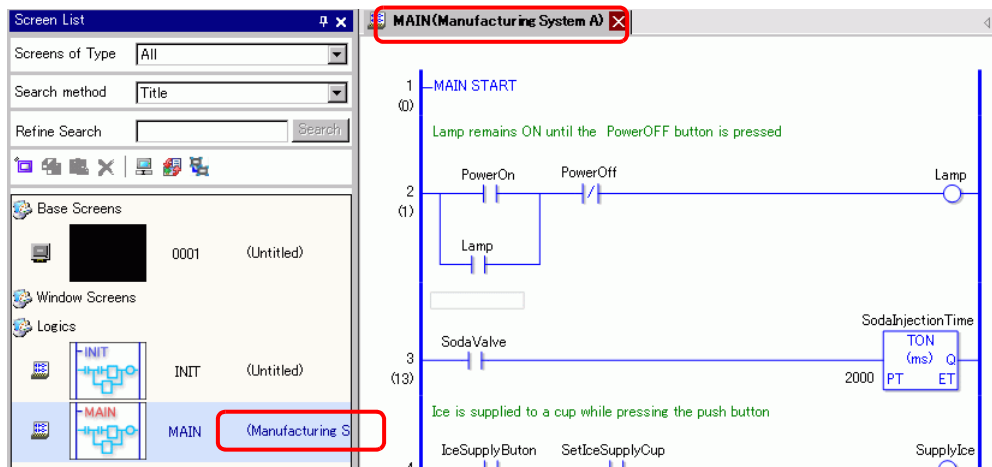 Screen List
Screens of Type All
Search method Title
Refine Search Search
Base Screens
0001 (Untitled)
Window Screens
Logics
INIT
INIT (Untitled)
MAIN
MAIN (Manufacturing S
MAIN(Manufacturing System A)
1 MAIN START
(0)
Lamp remains ON until the PowerOFF button is pressed
PowerOn PowerOff Lamp
2
(1)
Lamp
SodaInjectionTime
SodaValve TON
3 (ms) Q
(13) 2000 PT ET
Ice is supplied to a cup while pressing the push button
IceSupplyButon SetIceSupplyCup SupplyIce
4